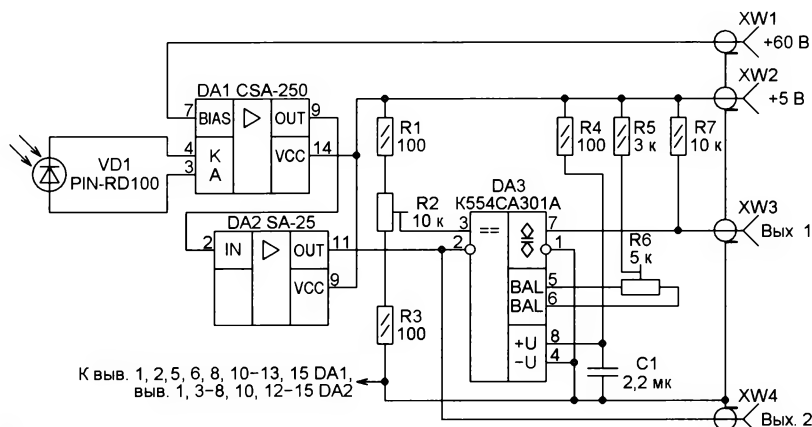 XW1
+60 В
DA1 CSA-250
7
BIAS
OUT
9
XW2
+5 В
4
K
VCC
14
3
A
VD1
PIN-RD100
R1
100
R4
100
R5
3 к
R7
10 к
R2
10 к
DA3
К554СА301А
3
==
7
2
1
XW3
Вых 1
DA2 SA-25
2
IN
OUT
11
VCC
9
R6
5 к
BAL
5
BAL
6
R3
100
+U
8
-U
4
C1
2,2 мк
К выв. 1, 2,5, 6, 8, 10−13, 15 DA1,
выв. 1, 3−8, 10, 12−15 DA2
XW4
Вых. 2